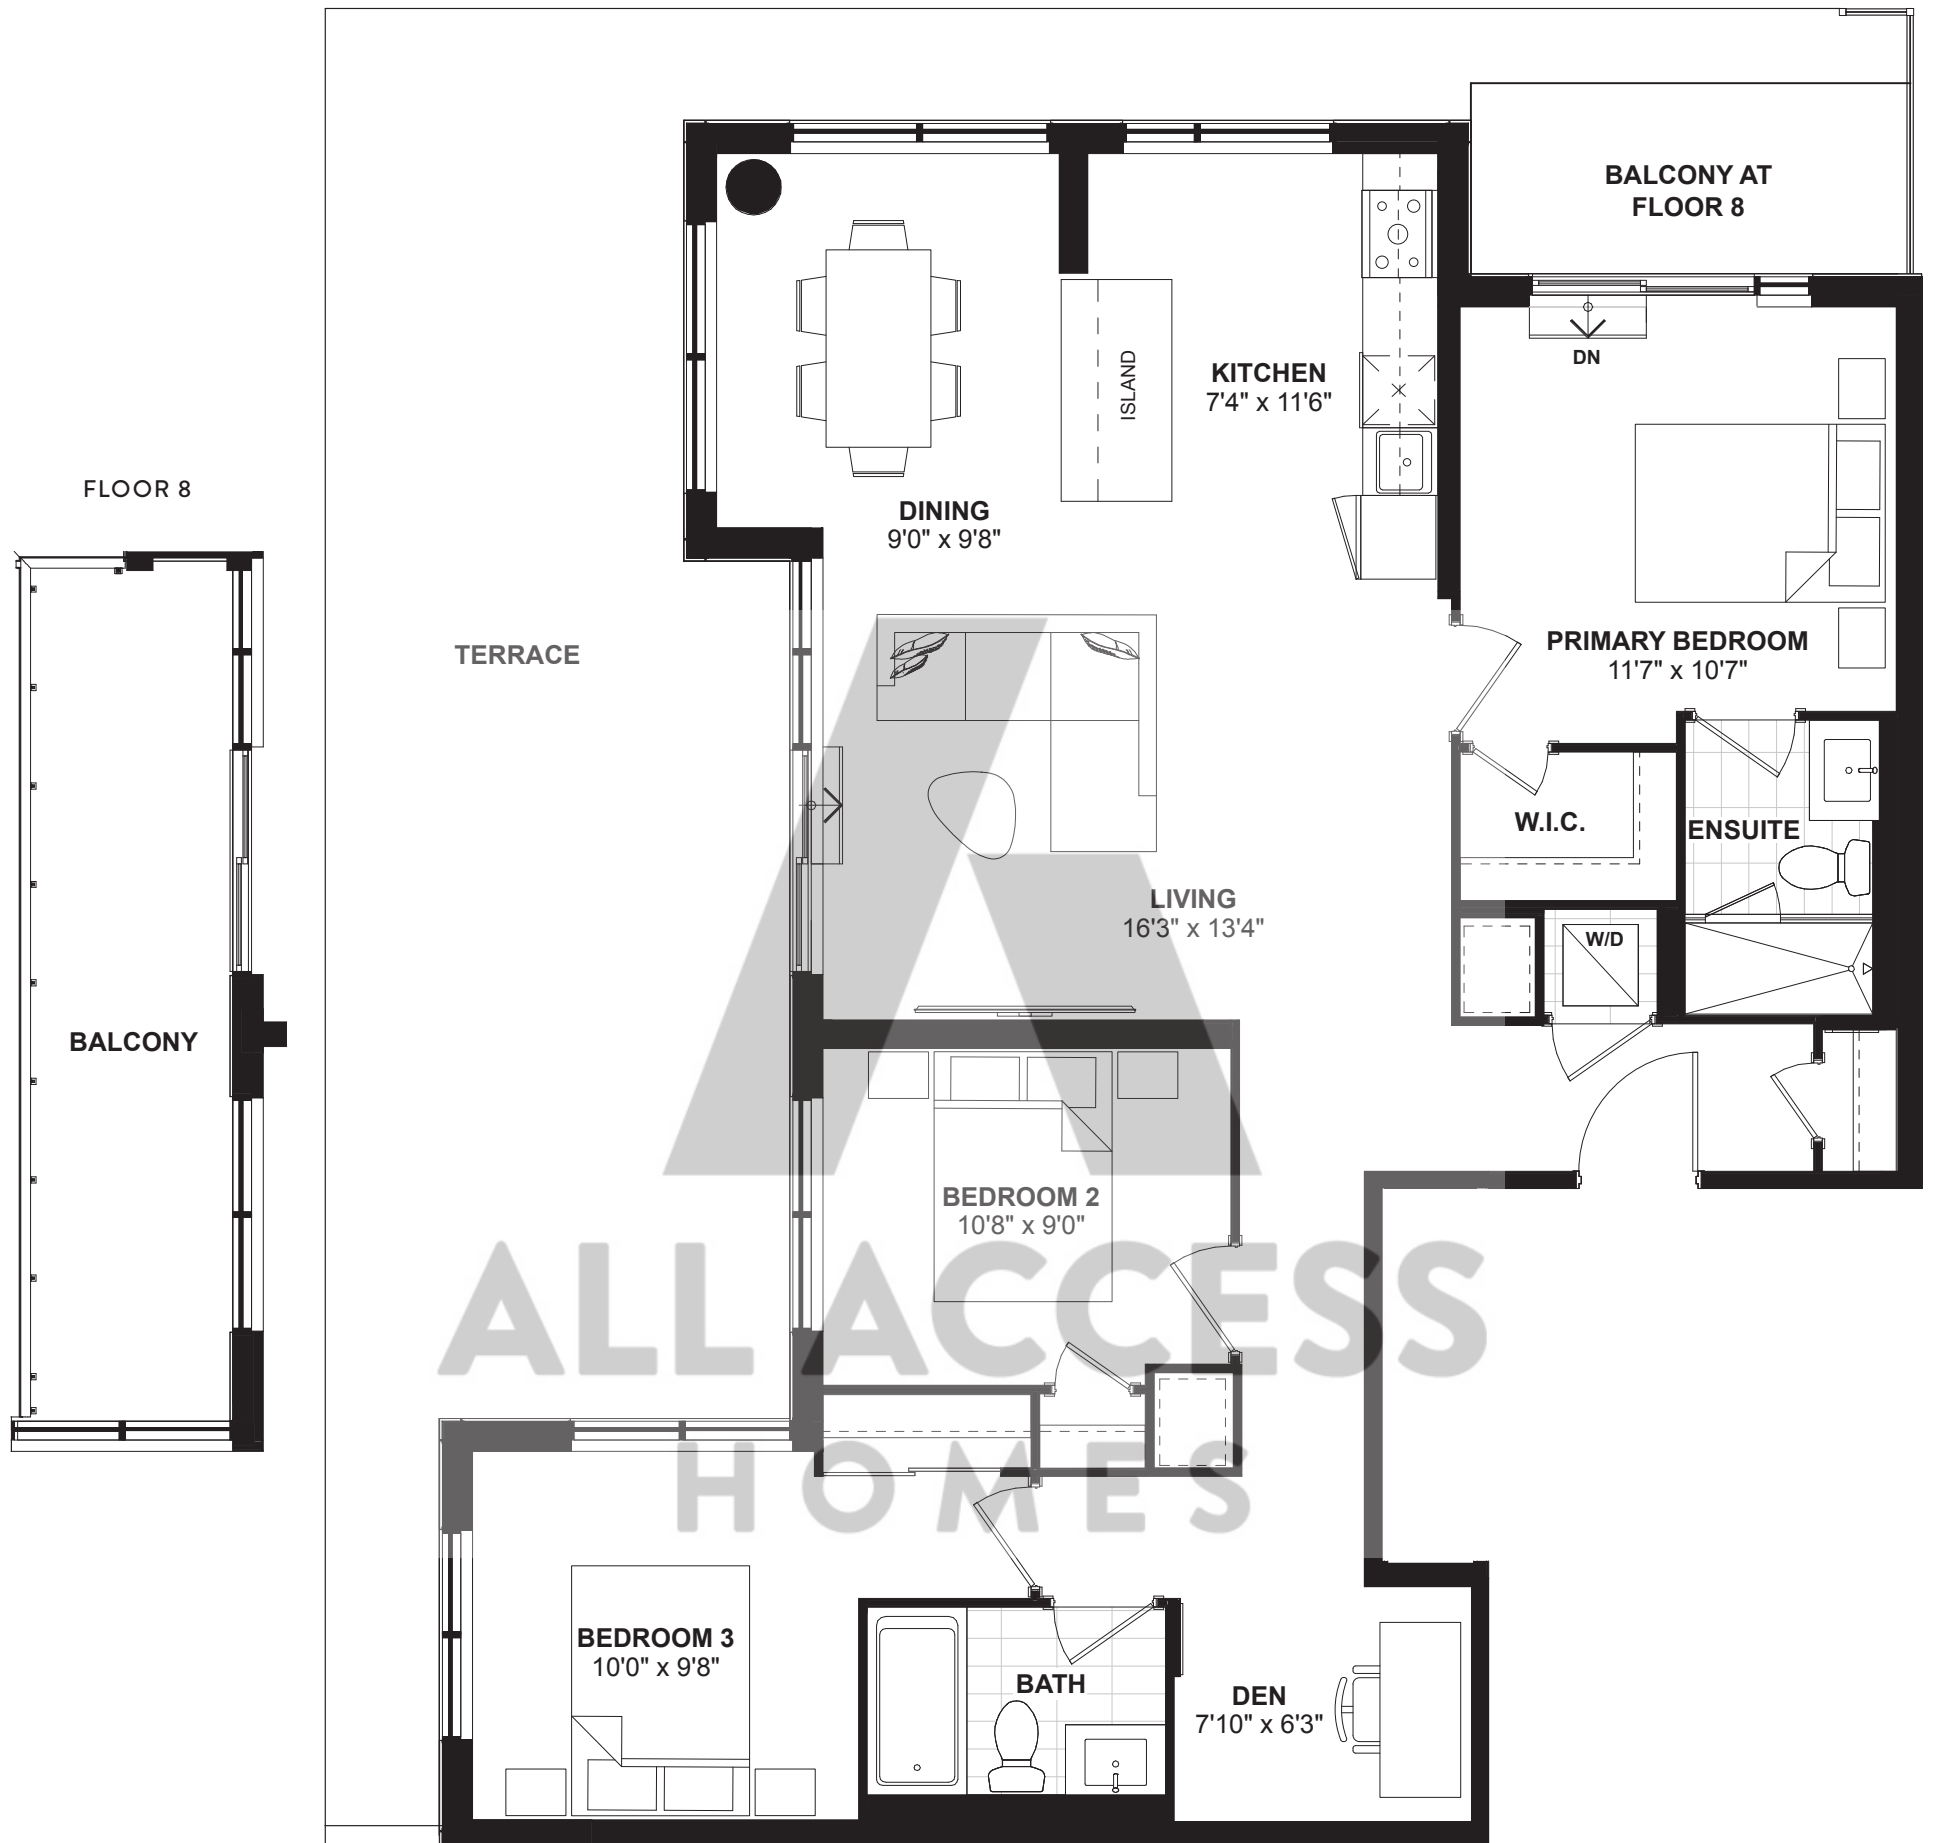 BALCONY AT
FLOOR 8
DN
ISLAND
KITCHEN
7'4" x 11'6"
FLOOR 8
DINING
9'0" x 9'8"
TERRACE
PRIMARY BEDROOM
11'7" x 10'7"
W.I.C.
ENSUITE
LIVING
16'3" x 13'4"
W/D
BALCONY
BEDROOM 2
10'8" x 9'0"
ALL ACCESS
HOMES
BEDROOM 3
10'0" x 9'8"
BATH
DEN
7'10" x 6'3"